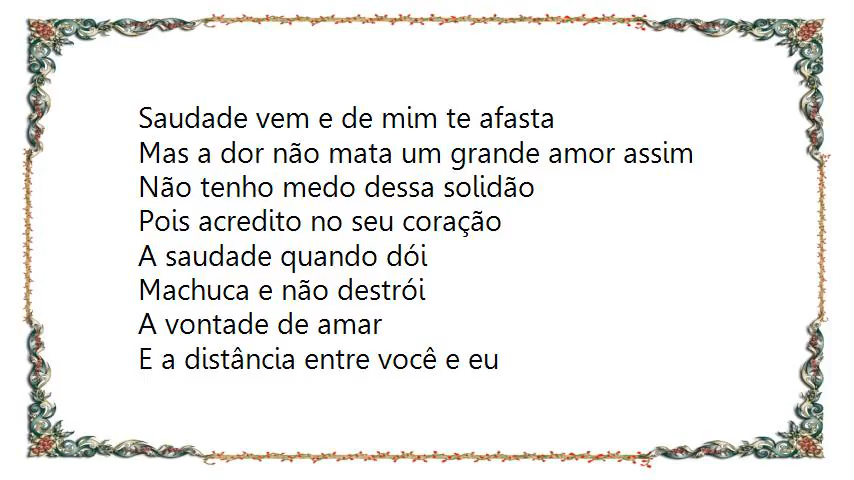 Saudade vem e de mim te afasta
Mas a dor não mata um grande amor assim
Não tenho medo dessa solidão
Pois acredito no seu coração
A saudade quando dói
Machuca e não destrói
A vontade de amar
E a distância entre você e eu